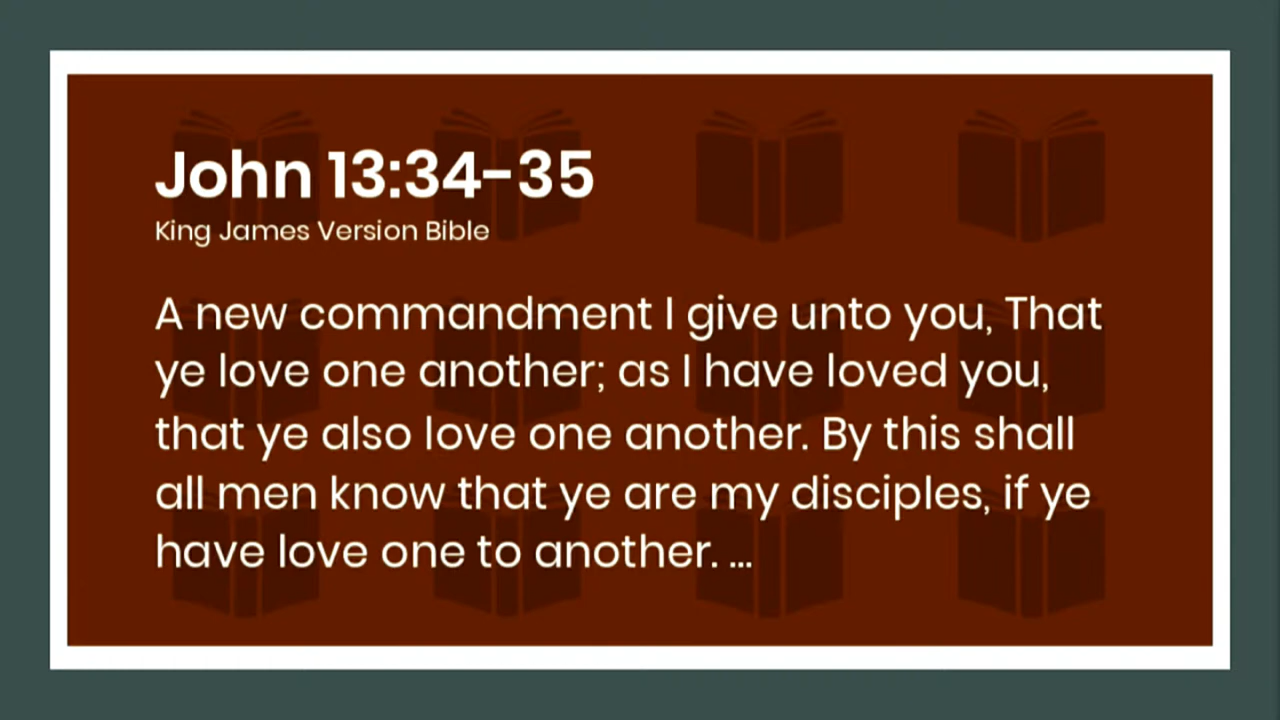 John 13:34-35
King James Version Bible
A new commandment I give unto you, That
ye love one another; as I have loved you,
that ye also love one another. By this shall
all men know that ye are my disciples, if ye
have love one to another. ...